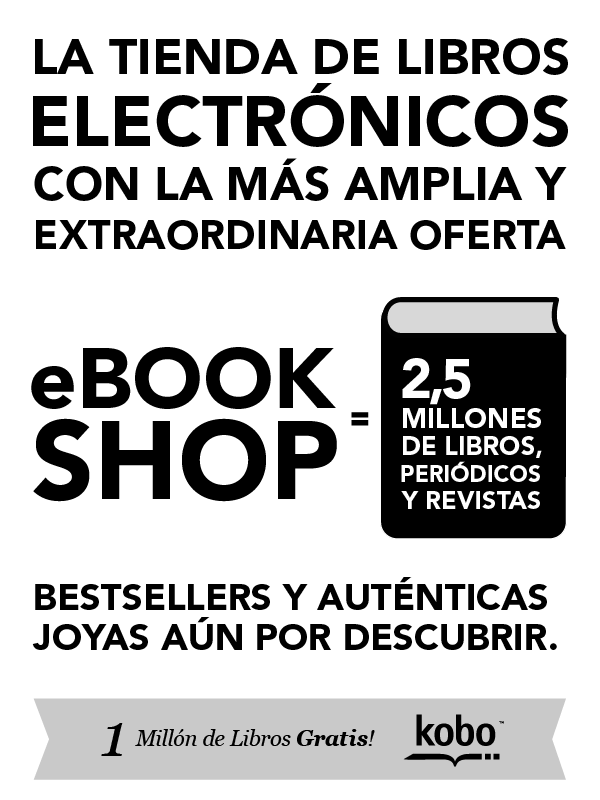 LA TIENDA DE LIBROS
ELECTRÓNICOS
CON LA MÁS AMPLIA Y
EXTRAORDINARIA OFERTA
eBOOK
SHOP
=
2,5
MILLONES
DE LIBROS,
PERIÓDICOS
Y REVISTAS
BESTSELLERS Y AUTÉNTICAS
JOYAS AÚN POR DESCUBRIR.
1 Millón de Libros Gratis!
kobo™